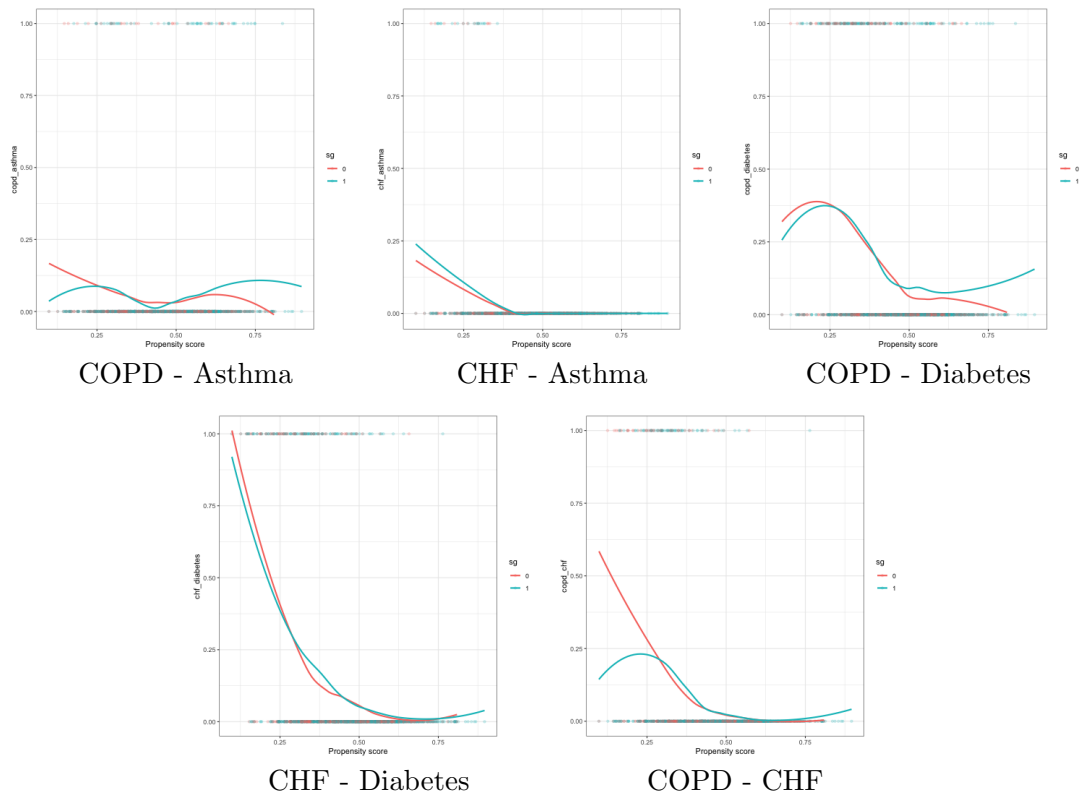 1.00
0.75
0.50
0.25
0.00
copd_asthma
0.25 0.50 0.75
Propensity score
sg
0
1
COPD - Asthma
1.00
0.75
0.50
0.25
0.00
chf_asthma
0.25 0.50 0.75
Propensity score
sg
0
1
CHF - Asthma
1.00
0.75
0.50
0.25
0.00
copd_diabetes
0.25 0.50 0.75
Propensity score
sg
0
1
COPD - Diabetes
1.00
0.75
0.50
0.25
0.00
chf_diabetes
0.25 0.50 0.75
Propensity score
sg
0
1
CHF - Diabetes
1.00
0.75
0.50
0.25
0.00
copd_chf
0.25 0.50 0.75
Propensity score
sg
0
1
COPD - CHF